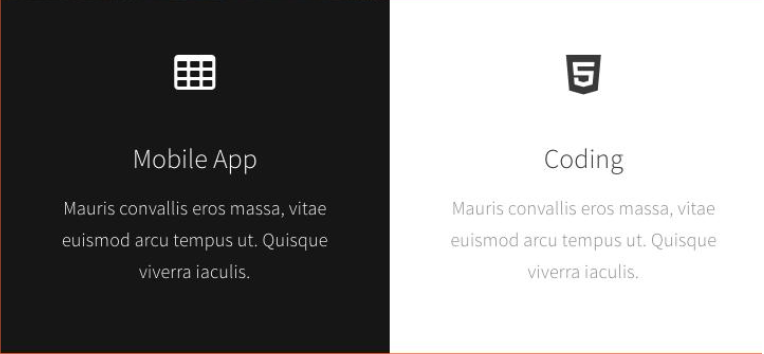 Mobile App
Mauris convallis eros massa, vitae
euismod arcu tempus ut. Quisque
viverra iaculis.
Coding
Mauris convallis eros massa, vitae
euismod arcu tempus ut. Quisque
viverra iaculis.